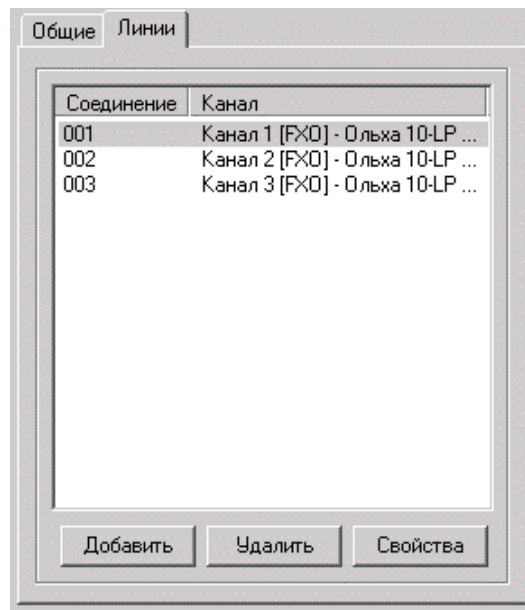 Общие Линии
Соединение Канал
001 Канал 1 [FXO] - Ольха 10-LP ...
002 Канал 2 [FXO] - Ольха 10-LP ...
003 Канал 3 [FXO] - Ольха 10-LP ...
Добавить Удалить Свойства